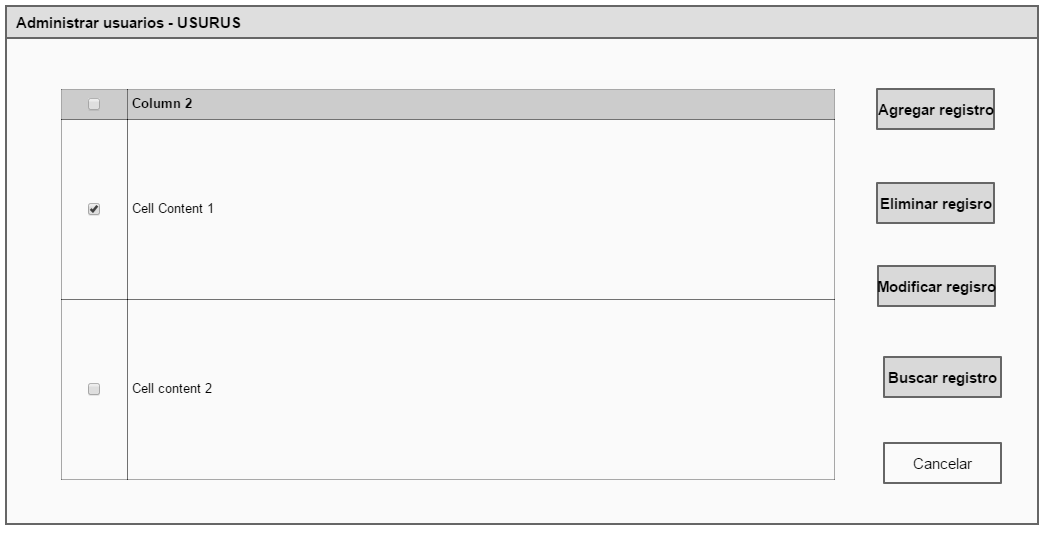 Administrar usuarios - USURUS
Column 2
Agregar registro
Cell Content 1
Eliminar regisro
Modificar regisro
Cell content 2
Buscar registro
Cancelar